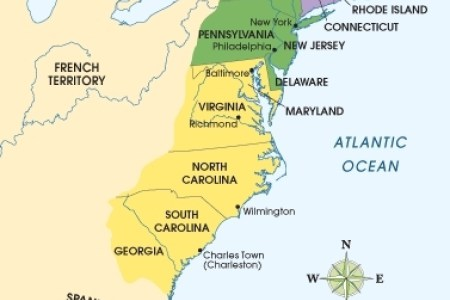 RHODE ISLAND
New York
CONNECTICUT
PENNSYLVANIA
Philadelphia
NEW JERSEY
FRENCH
TERRITORY
Baltimore
DELAWARE
VIRGINIA
MARYLAND
Richmond
ATLANTIC
OCEAN
NORTH
CAROLINA
SOUTH
CAROLINA
Wilmington
GEORGIA
Charles Town
(Charleston)
N
W
E